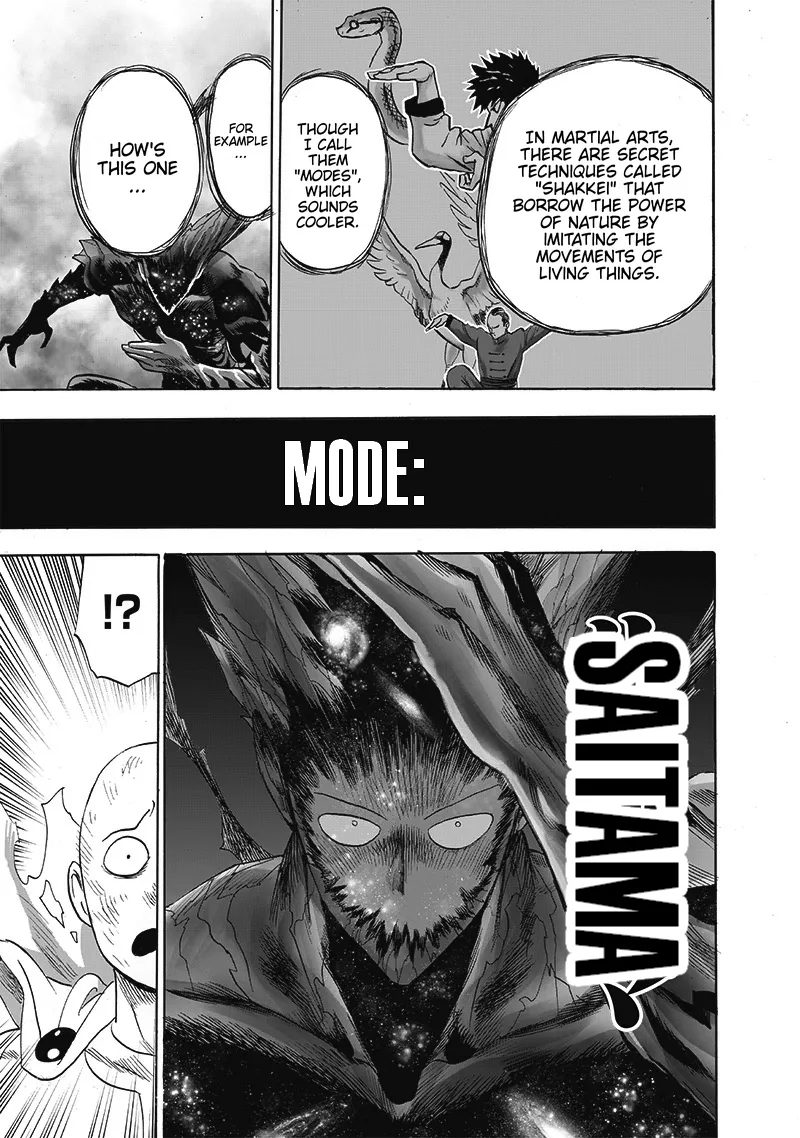 IN MARTIAL ARTS,
THERE ARE SECRET
TECHNIQUES CALLED
"SHAKKEI" THAT
BORROW THE POWER
OF NATURE BY
IMITATING THE
MOVEMENTS OF
LIVING THINGS.
THOUGH
I CALL
THEM
"MODES",
WHICH
SOUNDS
COOLER.
FOR
EXAMPLE
...
HOW'S
THIS ONE
...
MODE:
"SAITAMA"
!?